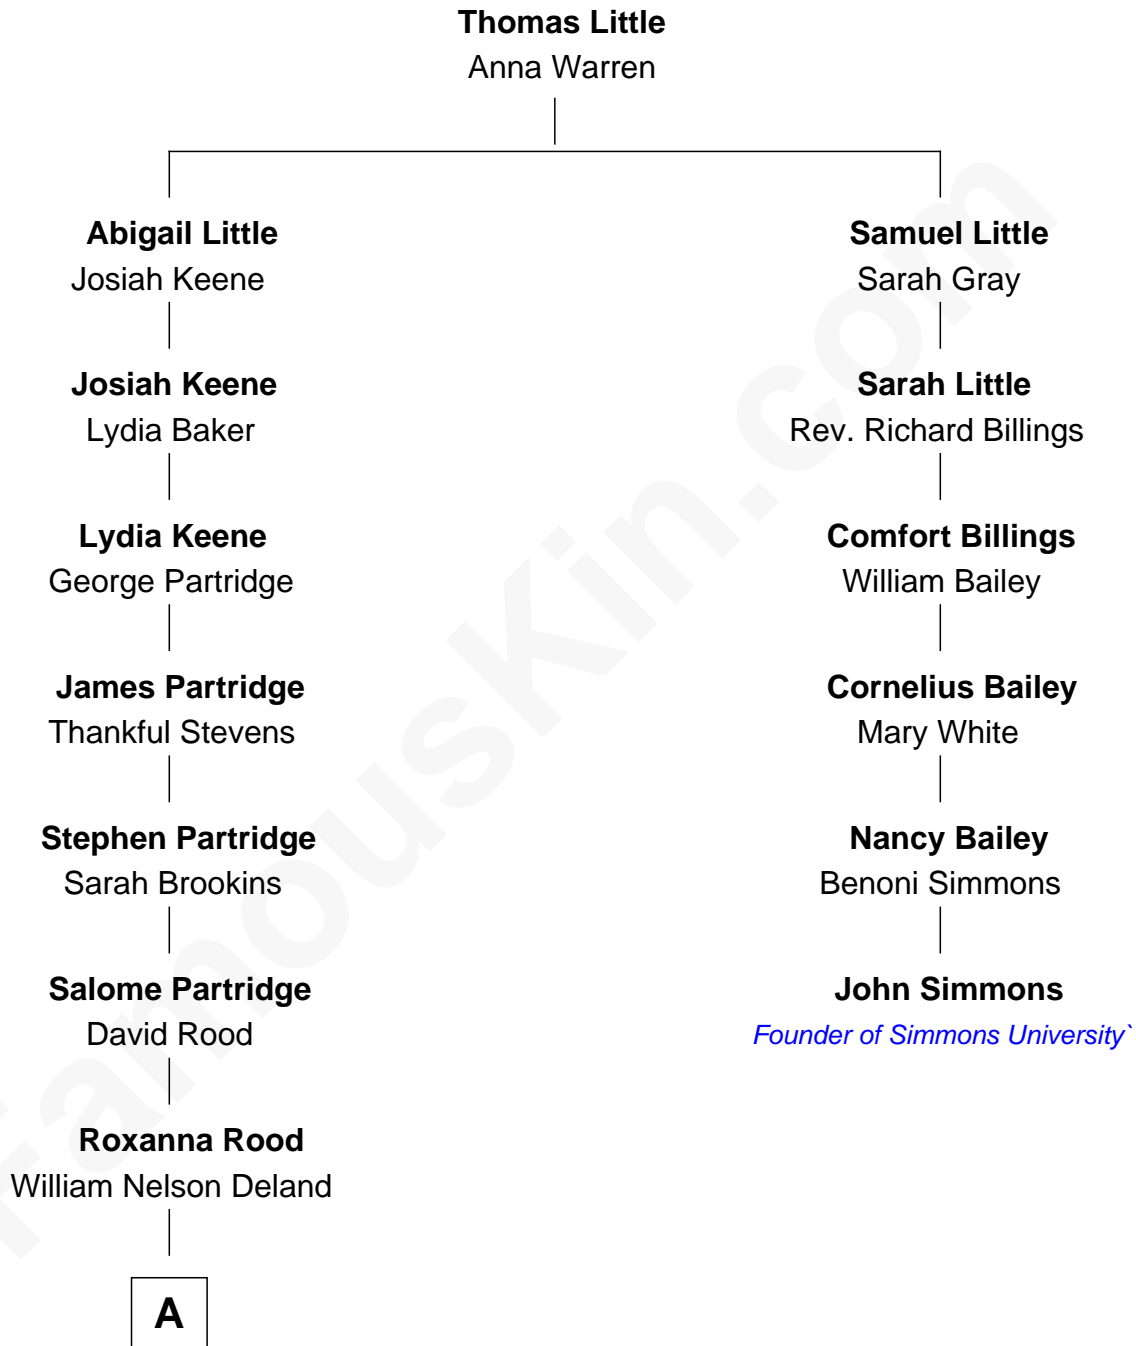 Thomas Little
Anna Warren
Abigail Little
Josiah Keene
Samuel Little
Sarah Gray
Josiah Keene
Lydia Baker
Sarah Little
Rev. Richard Billings
Lydia Keene
George Partridge
Comfort Billings
William Bailey
James Partridge
Thankful Stevens
Cornelius Bailey
Mary White
Stephen Partridge
Sarah Brookins
Nancy Bailey
Benoni Simmons
Salome Partridge
David Rood
John Simmons
Founder of Simmons University`
Roxanna Rood
William Nelson Deland
A
FamousKin.com